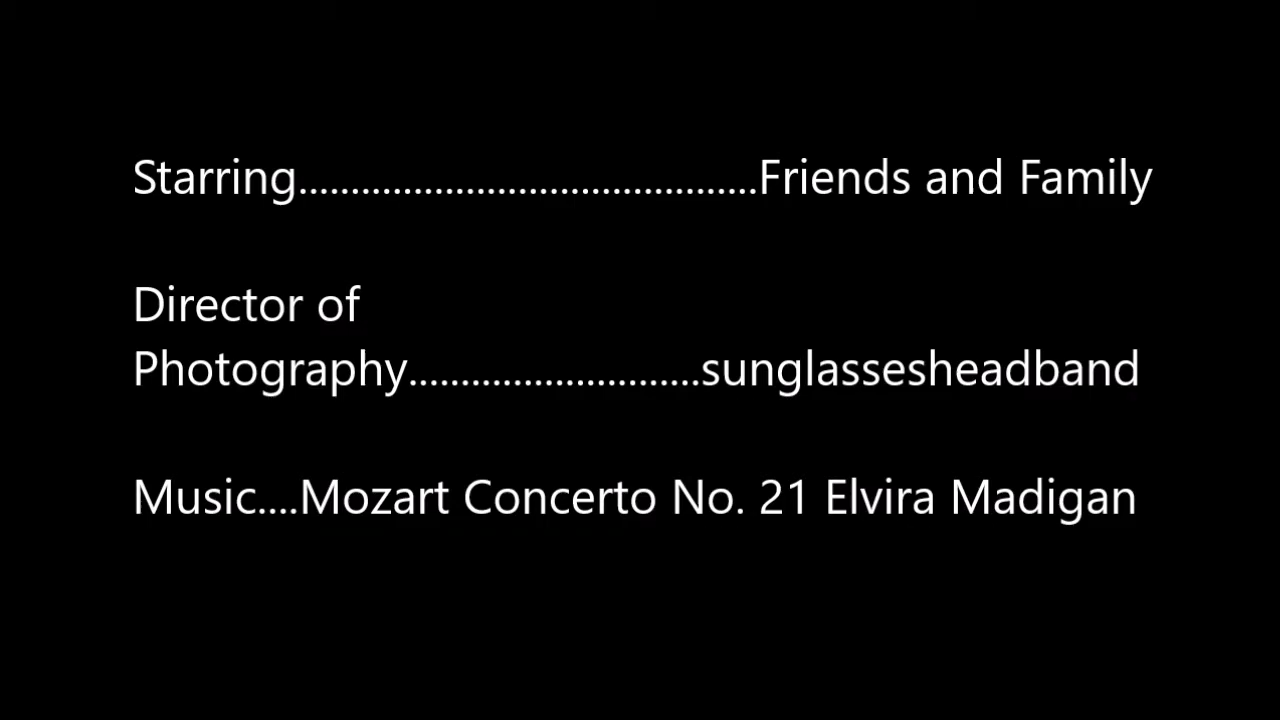 Starring............................................Friends and Family
Director of
Photography............................sunglassesheadband
Music....Mozart Concerto No. 21 Elvira Madigan